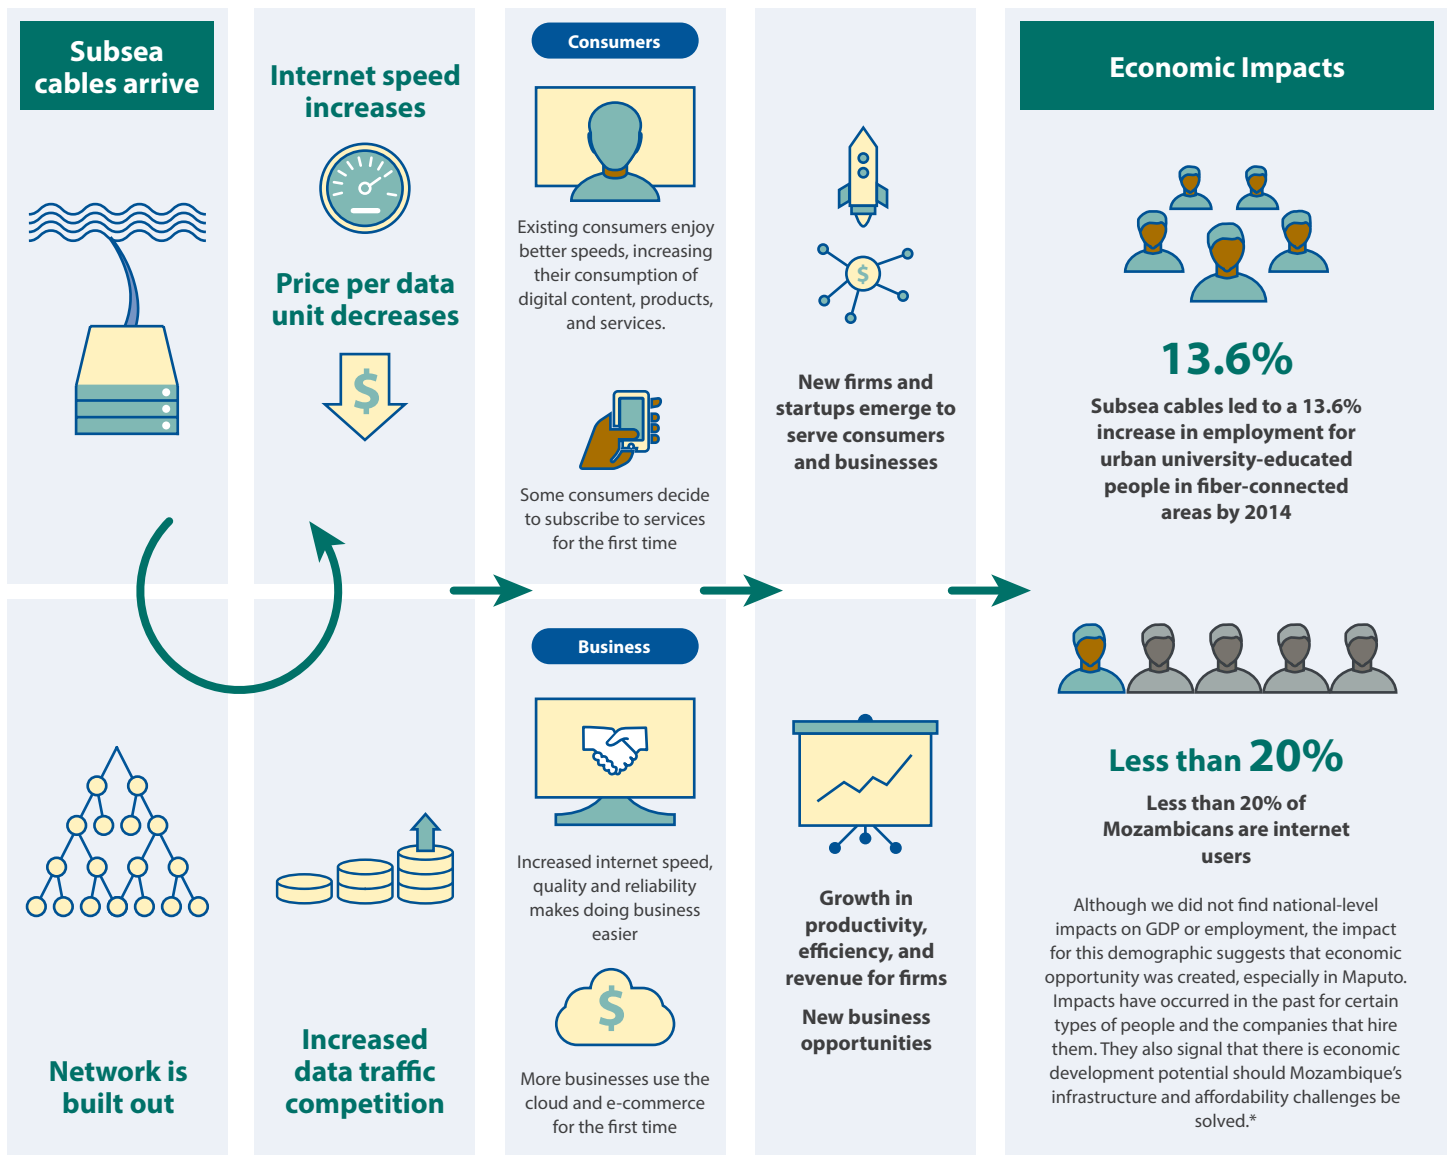 Subsea
cables arrive
Network is
built out
Internet speed
increases
Price per data
unit decreases
$
Increased
data traffic
competition
Consumers
Existing consumers enjoy
better speeds, increasing
their consumption of
digital content, products,
and services.
Some consumers decide
to subscribe to services
for the first time
Business
Increased internet speed,
quality and reliability
makes doing business
easier
$
More businesses use the
cloud and e-commerce
for the first time
$
New firms and
startups emerge to
serve consumers
and businesses
Growth in
productivity,
efficiency, and
revenue for firms
New business
opportunities
Economic Impacts
13.6%
Subsea cables led to a 13.6%
increase in employment for
urban university-educated
people in fiber-connected
areas by 2014
Less than 20%
Less than 20% of
Mozambicans are internet
users
Although we did not find national-level
impacts on GDP or employment, the impact
for this demographic suggests that economic
opportunity was created, especially in Maputo.
Impacts have occurred in the past for certain
types of people and the companies that hire
them. They also signal that there is economic
development potential should Mozambique’s
infrastructure and affordability challenges be
solved.*